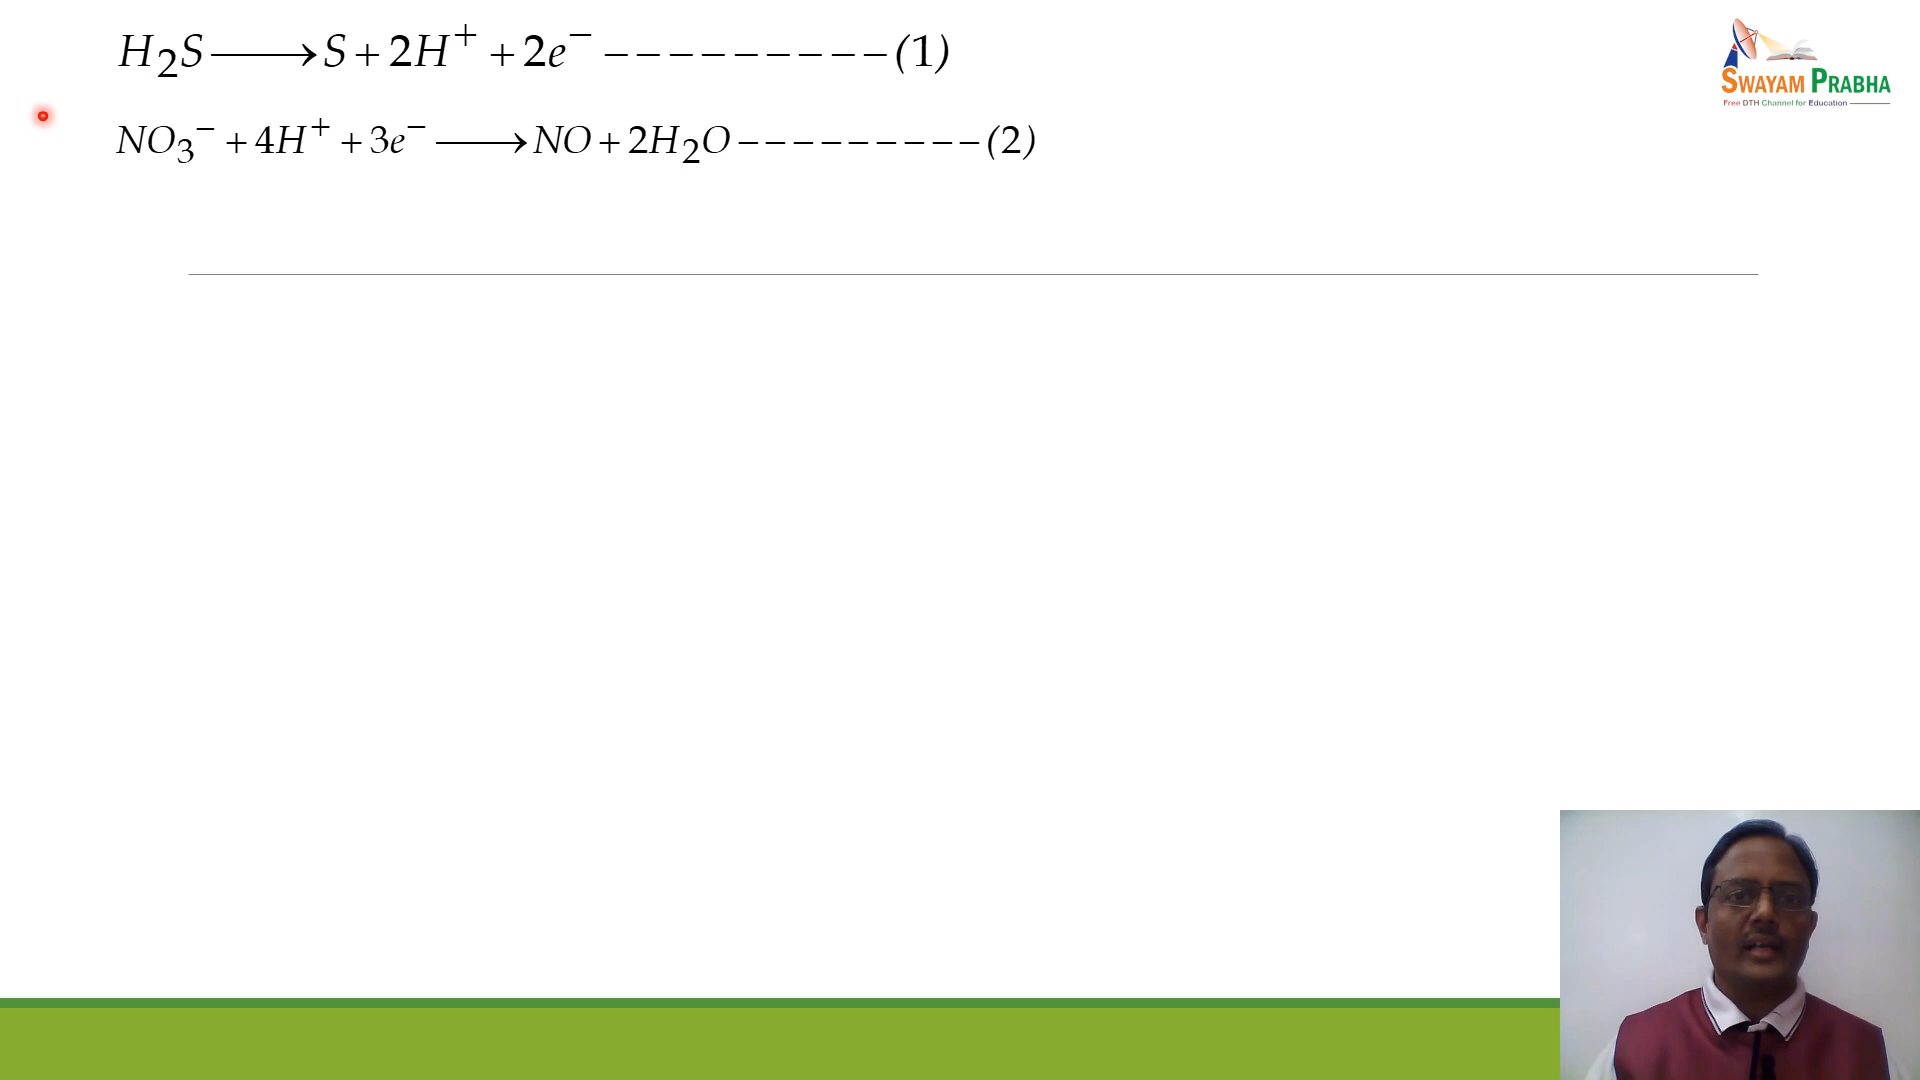 H₂S ⟶ S + 2H⁺ + 2e⁻ −−−−−−−−−(1)
NO₃⁻ + 4H⁺ + 3e⁻ ⟶ NO + 2H₂O −−−−−−−−−(2)
SWAYAM PRABHA
Free DTH Channel for Education